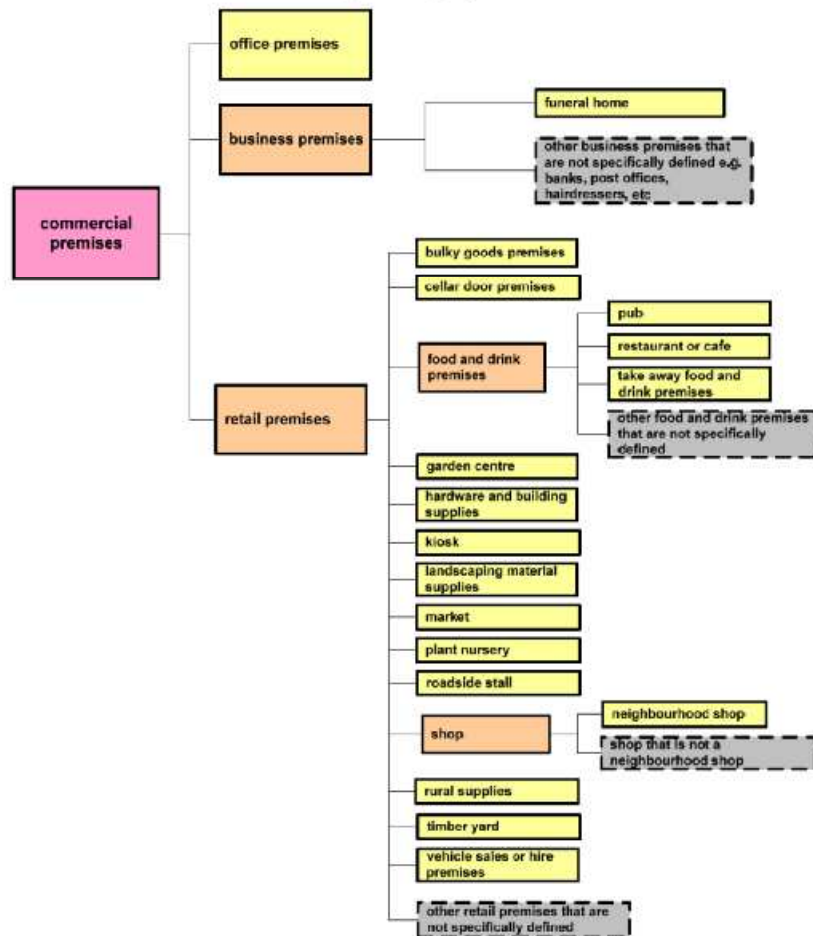 office premises
business premises
funeral home
other business premises that
are not specifically defined e.g.
banks, post offices,
hairdressers, etc
commercial
premises
bulky goods premises
cellar door premises
food and drink
premises
pub
restaurant or cafe
take away food and
drink premises
other food and drink premises
that are not specifically
defined
retail premises
garden centre
hardware and building
supplies
kiosk
landscaping material
supplies
market
plant nursery
roadside stall
shop
neighbourhood shop
shop that is not a
neighbourhood shop
rural supplies
timber yard
vehicle sales or hire
premises
other retail premises that are
not specifically defined